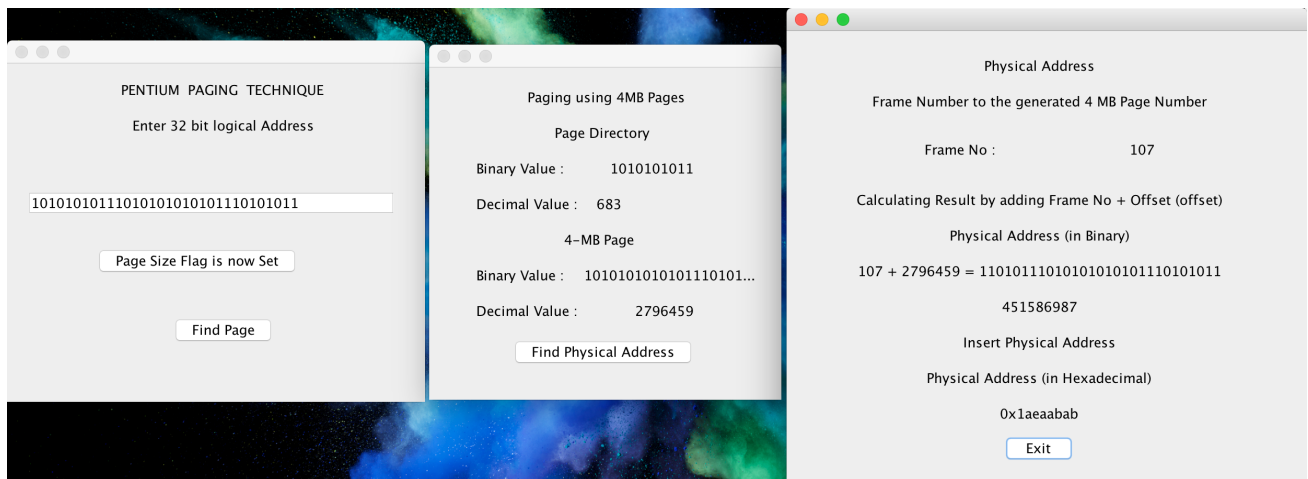 PENTIUM PAGING TECHNIQUE
Enter 32 bit logical Address
10101010111010101010101110101011
Page Size Flag is now Set
Find Page
Paging using 4MB Pages
Page Directory
Binary Value : 1010101011
Decimal Value : 683
4-MB Page
Binary Value : 1010101010101110101...
Decimal Value : 2796459
Find Physical Address
Physical Address
Frame Number to the generated 4 MB Page Number
Frame No : 107
Calculating Result by adding Frame No + Offset (offset)
Physical Address (in Binary)
107 + 2796459 = 11010111010101010101110101011
451586987
Insert Physical Address
Physical Address (in Hexadecimal)
0x1aeaabab
Exit